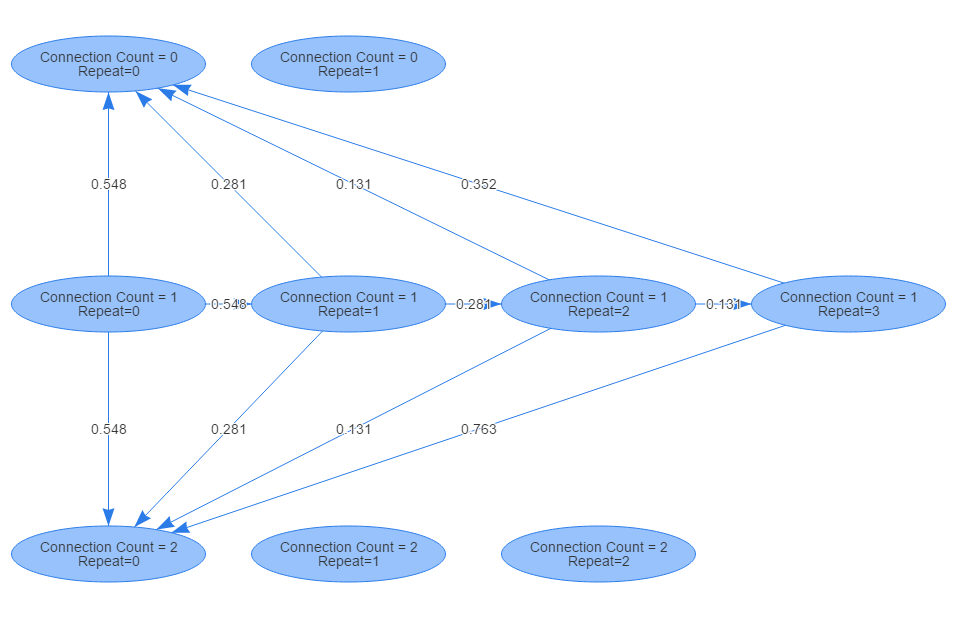 Connection Count = 0
Repeat=0
Connection Count = 0
Repeat=1
0.548
0.281
0.131
0.352
Connection Count = 1
Repeat=0
0.548
Connection Count = 1
Repeat=1
0.281
Connection Count = 1
Repeat=2
0.131
Connection Count = 1
Repeat=3
0.548
0.281
0.131
0.763
Connection Count = 2
Repeat=0
Connection Count = 2
Repeat=1
Connection Count = 2
Repeat=2